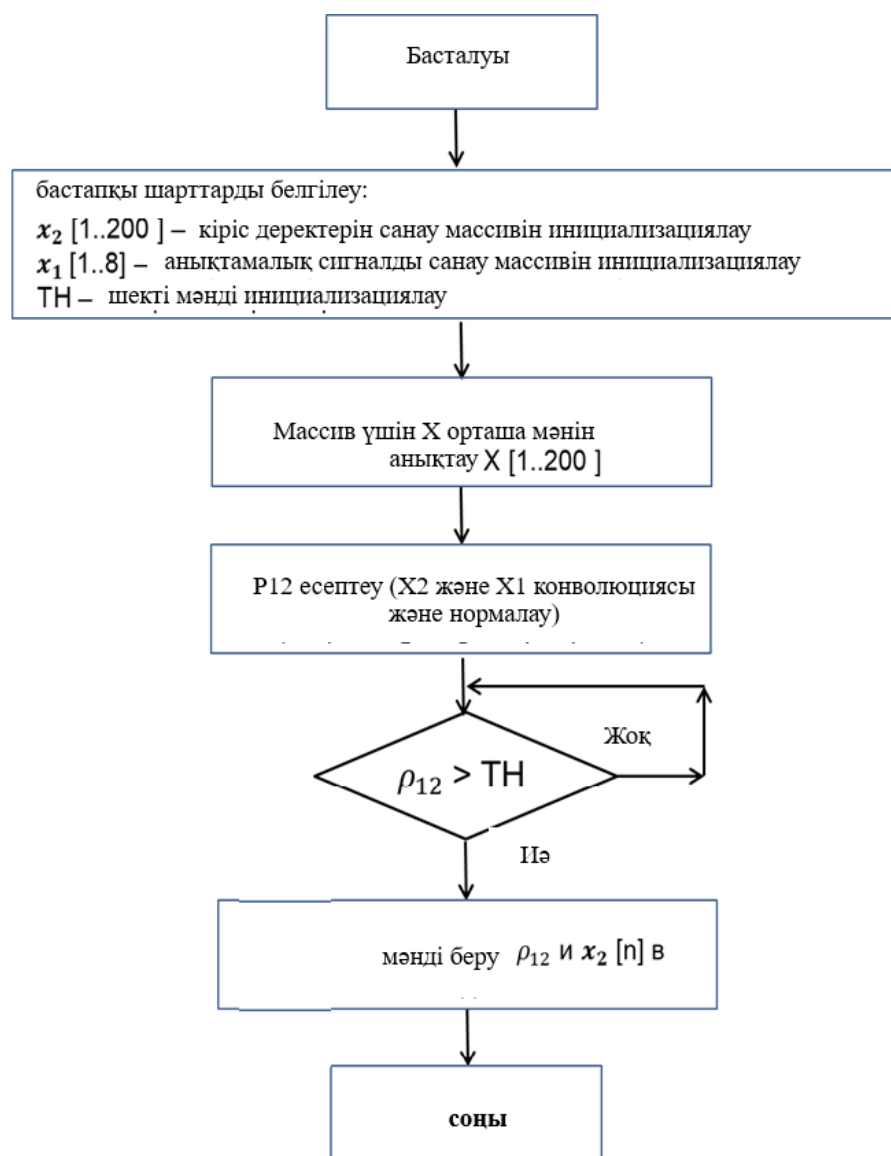 Басталуы
бастапқы шарттарды белгілеу:
x₂ [1..200 ] – кіріс деректерін санау массивін инициализациялау
x₁ [1..8] – анықтамалық сигналды санау массивін инициализациялау
TH – шекті мәнді инициализациялау
Массив үшін X орташа мәнін
анықтау X [1..200 ]
P12 есептеу (X2 және X1 конволюциясы
және нормалау)
Жоқ
ρ₁₂ > TH
Иә
мәнді беру ρ₁₂ и x₂ [n] в
соңы